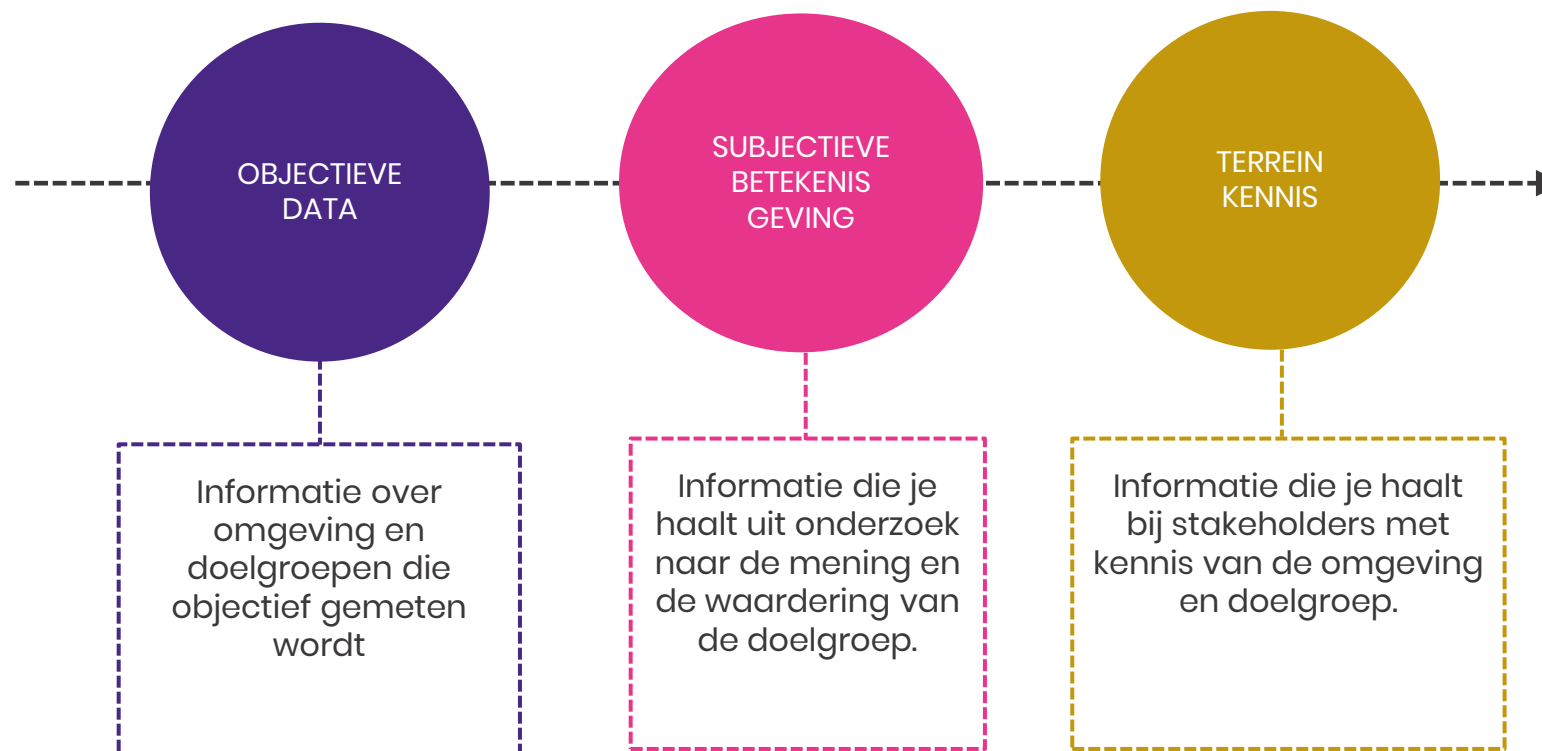 OBJECTIEVE
DATA
SUBJECTIEVE
BETEKENIS
GEVING
TERREIN
KENNIS
Informatie over
omgeving en
doelgroepen die
objectief gemeten
wordt
Informatie die je
haalt uit onderzoek
naar de mening en
de waardering van
de doelgroep.
Informatie die je haalt
bij stakeholders met
kennis van de omgeving
en doelgroep.